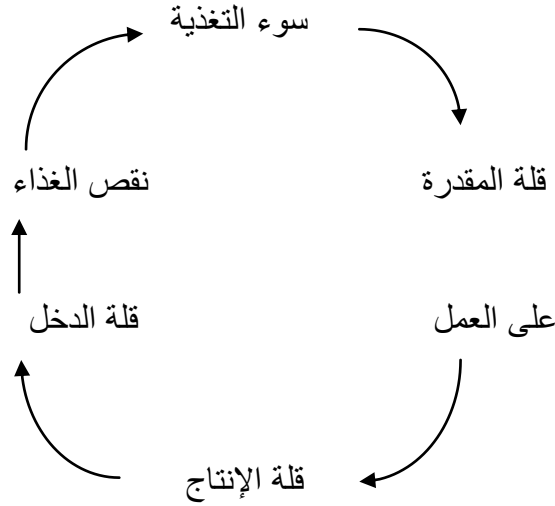 سوء التغذية
قلة المقدرة
على العمل
قلة الإنتاج
قلة الدخل
نقص الغذاء